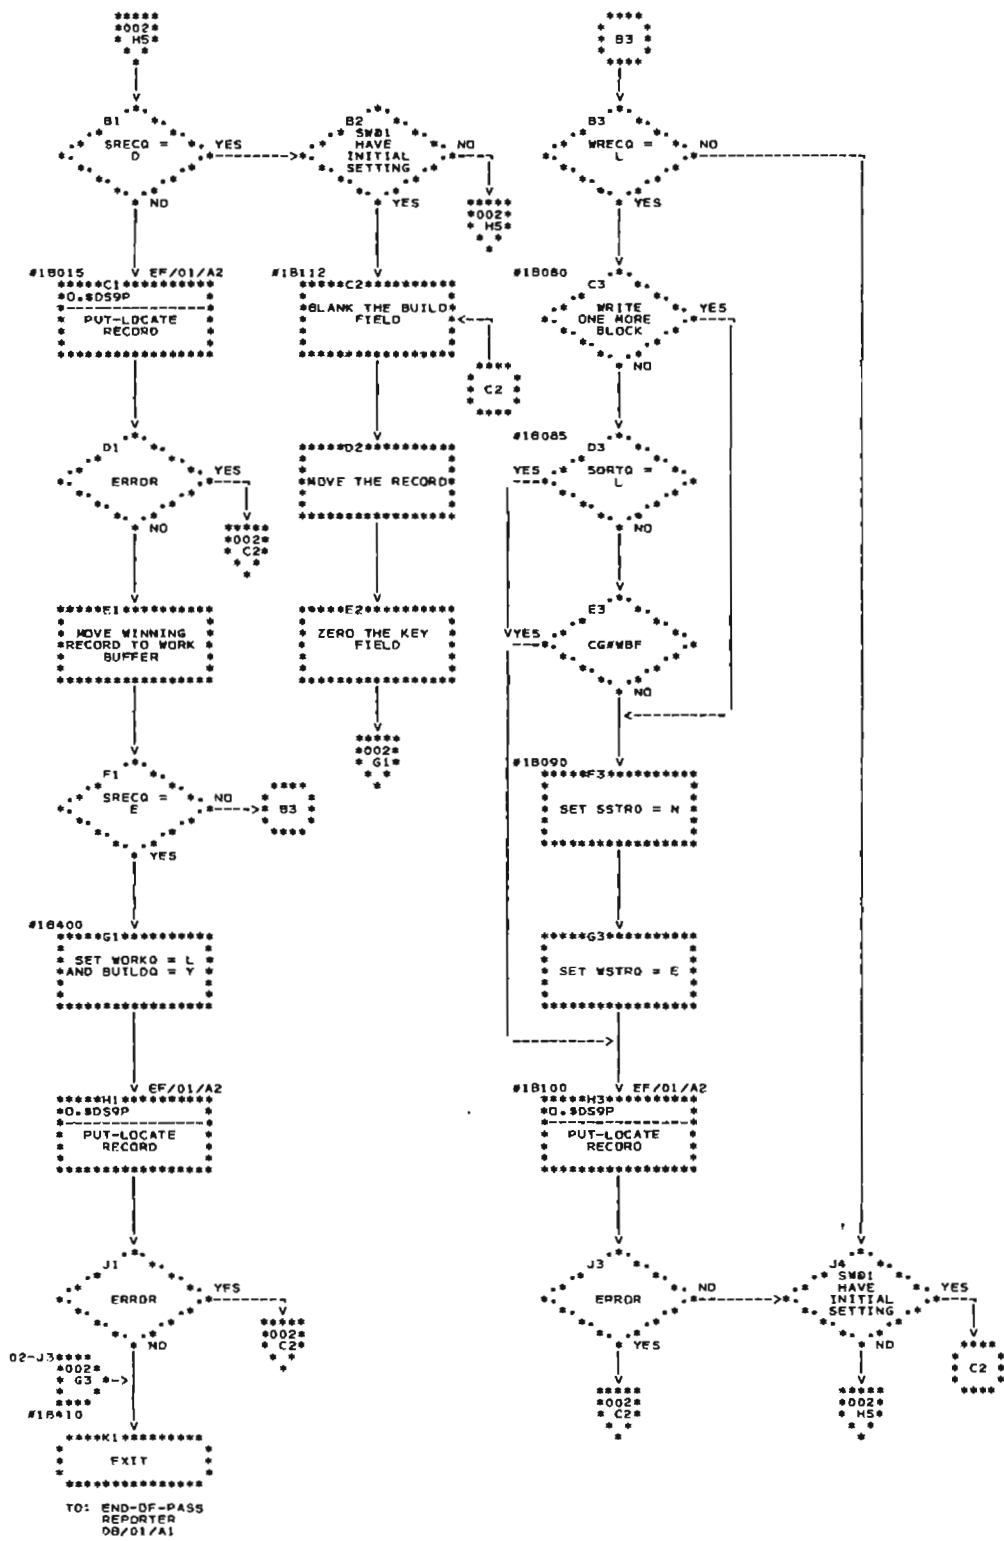 002
H5
B1
SRECQ =
D
YES
NO
B2
SW@1
HAVE
INITIAL
SETTING
NO
YES
002
H5
#1B015
EF/01/A2
C1
O.$DS9P
PUT-LOCATE
RECORD
#1B112
C2
BLANK THE BUILD
FIELD
C2
D1
ERROR
YES
NO
002
C2
D2
MOVE THE RECORD
E1
MOVE WINNING
RECORD TO WORK
BUFFER
E2
ZERO THE KEY
FIELD
002
G1
F1
SRECQ =
E
NO
B3
YES
#1B400
G1
SET WORKQ = L
AND BUILDQ = Y
EF/01/A2
H1
O.$DS9P
PUT-LOCATE
RECORD
J1
ERROR
YES
NO
002
C2
02-J3
002
G3
#1B410
K1
EXIT
TO: END-OF-PASS
REPORTER
DB/01/A1
B3
B3
WRECQ =
L
NO
YES
#1B080
C3
WRITE
ONE MORE
BLOCK
YES
NO
#1B085
D3
SORTQ =
L
YES
NO
E3
CG#WBF
YES
NO
#1B090
F3
SET SSTRQ = N
G3
SET WSTRQ = E
#1B100
EF/01/A2
H3
O.$DS9P
PUT-LOCATE
RECORD
J3
ERROR
NO
YES
002
C2
J4
SW@1
HAVE
INITIAL
SETTING
YES
NO
C2
002
H5